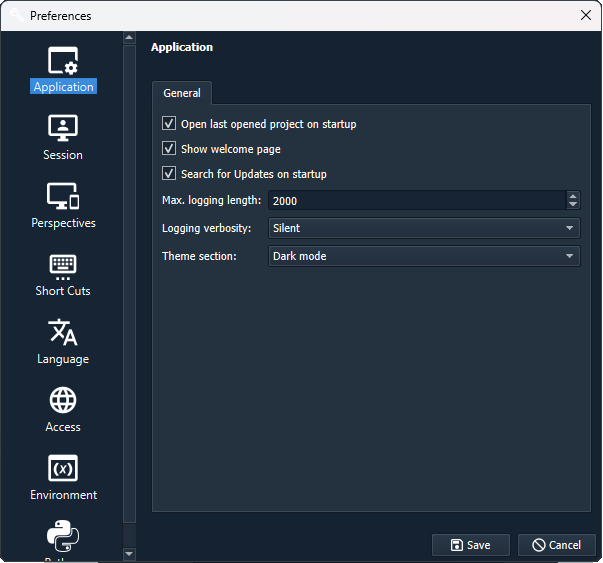 Preferences
Application
Session
Perspectives
Short Cuts
Language
Access
Environment
Application
General
Open last opened project on startup
Show welcome page
Search for Updates on startup
Max. logging length: 2000
Logging verbosity: Silent
Theme section: Dark mode
Save
Cancel